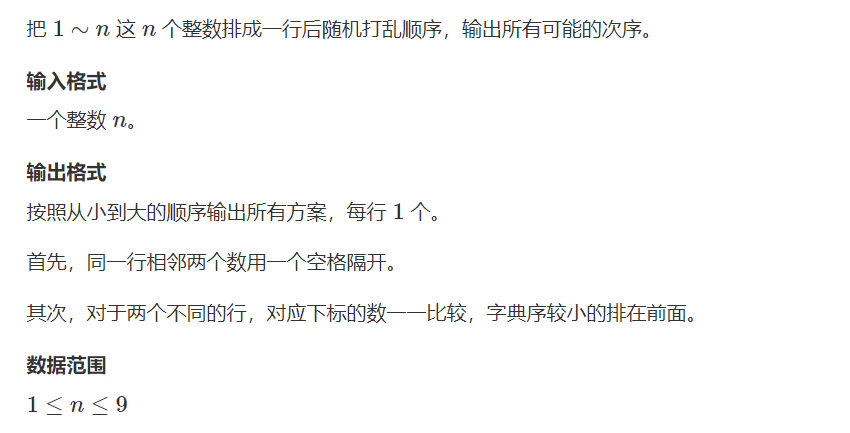 把 1 ∼ n 这 n 个整数排成一行后随机打乱顺序，输出所有可能的次序。
输入格式
一个整数 n。
输出格式
按照从小到大的顺序输出所有方案，每行 1 个。
首先，同一行相邻两个数用一个空格隔开。
其次，对于两个不同的行，对应下标的数一一比较，字典序较小的排在前面。
数据范围
1 ≤ n ≤ 9